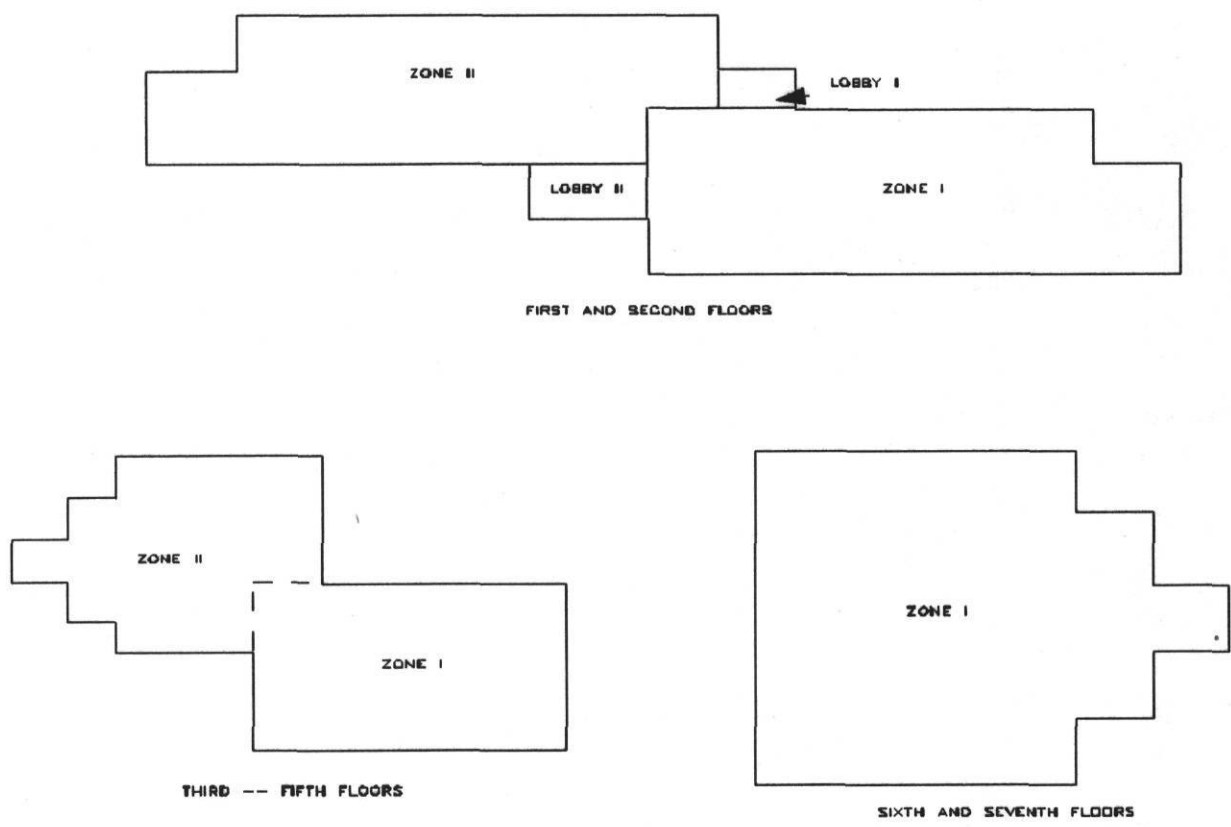 ZONE II
LOBBY I
LOBBY II
ZONE I
FIRST AND SECOND FLOORS
ZONE II
ZONE I
THIRD -- FIFTH FLOORS
ZONE I
SIXTH AND SEVENTH FLOORS